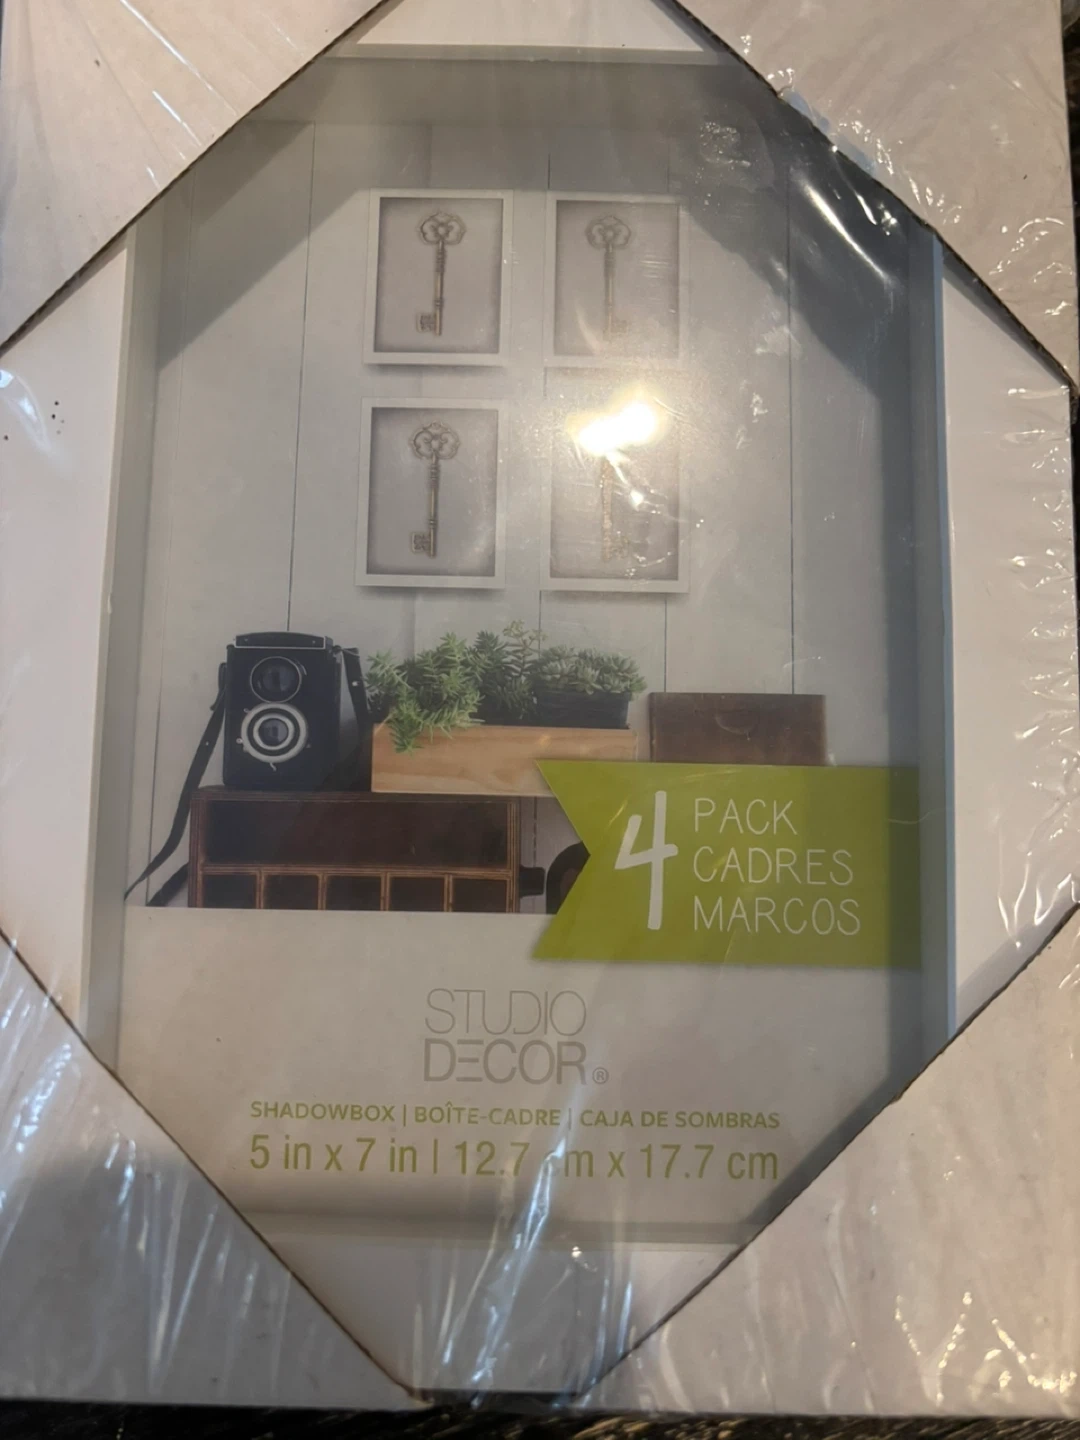 4 PACK
CADRES
MARCOS
STUDIO
DECOR®
SHADOWBOX | BOÎTE-CADRE | CAJA DE SOMBRAS
5 in x 7 in | 12.7 cm x 17.7 cm